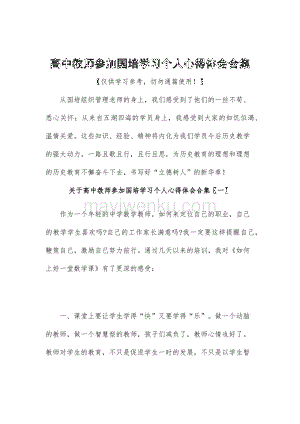 高中教师参加国培学习个人心得体会合集
【仅供学习参考，切勿通篇使用！】
从国培组织管理老师的身上，我们感受到了他们的一丝不苟、
悉心关怀；从来自五湖四海的学员身上，我感受到大家的如饥似渴、
温情关爱。这些知识、经验、精神将内化为我们学员今后历史教学
的强大动力。一路且歌且行，且行且思，为历史教育的理想和理想
的历史教育不懈奋斗下去，书写好“立德树人”的新华章！
关于高中教师参加国培学习个人心得体会合集【一】
作为一个年轻的中学数学教师，如何来定位自己的职业，自己
的教学学生喜欢吗？自己的工作家长满意吗？我一定要这样提醒自己，
鞭策自己，激励自己努力前行。通过几天以来的培训，我对《如何
上好一堂数学课》有了更深的感受：
一、课堂上要让学生学得“快”又要学得“乐”。做一个动脑
的教师，做一个智慧型的教师，孩子们减负了。教师心情也好了。
教师对学生的教育，不只是促进学生一时的发展，不只是以学生暂
mayiwenku.com